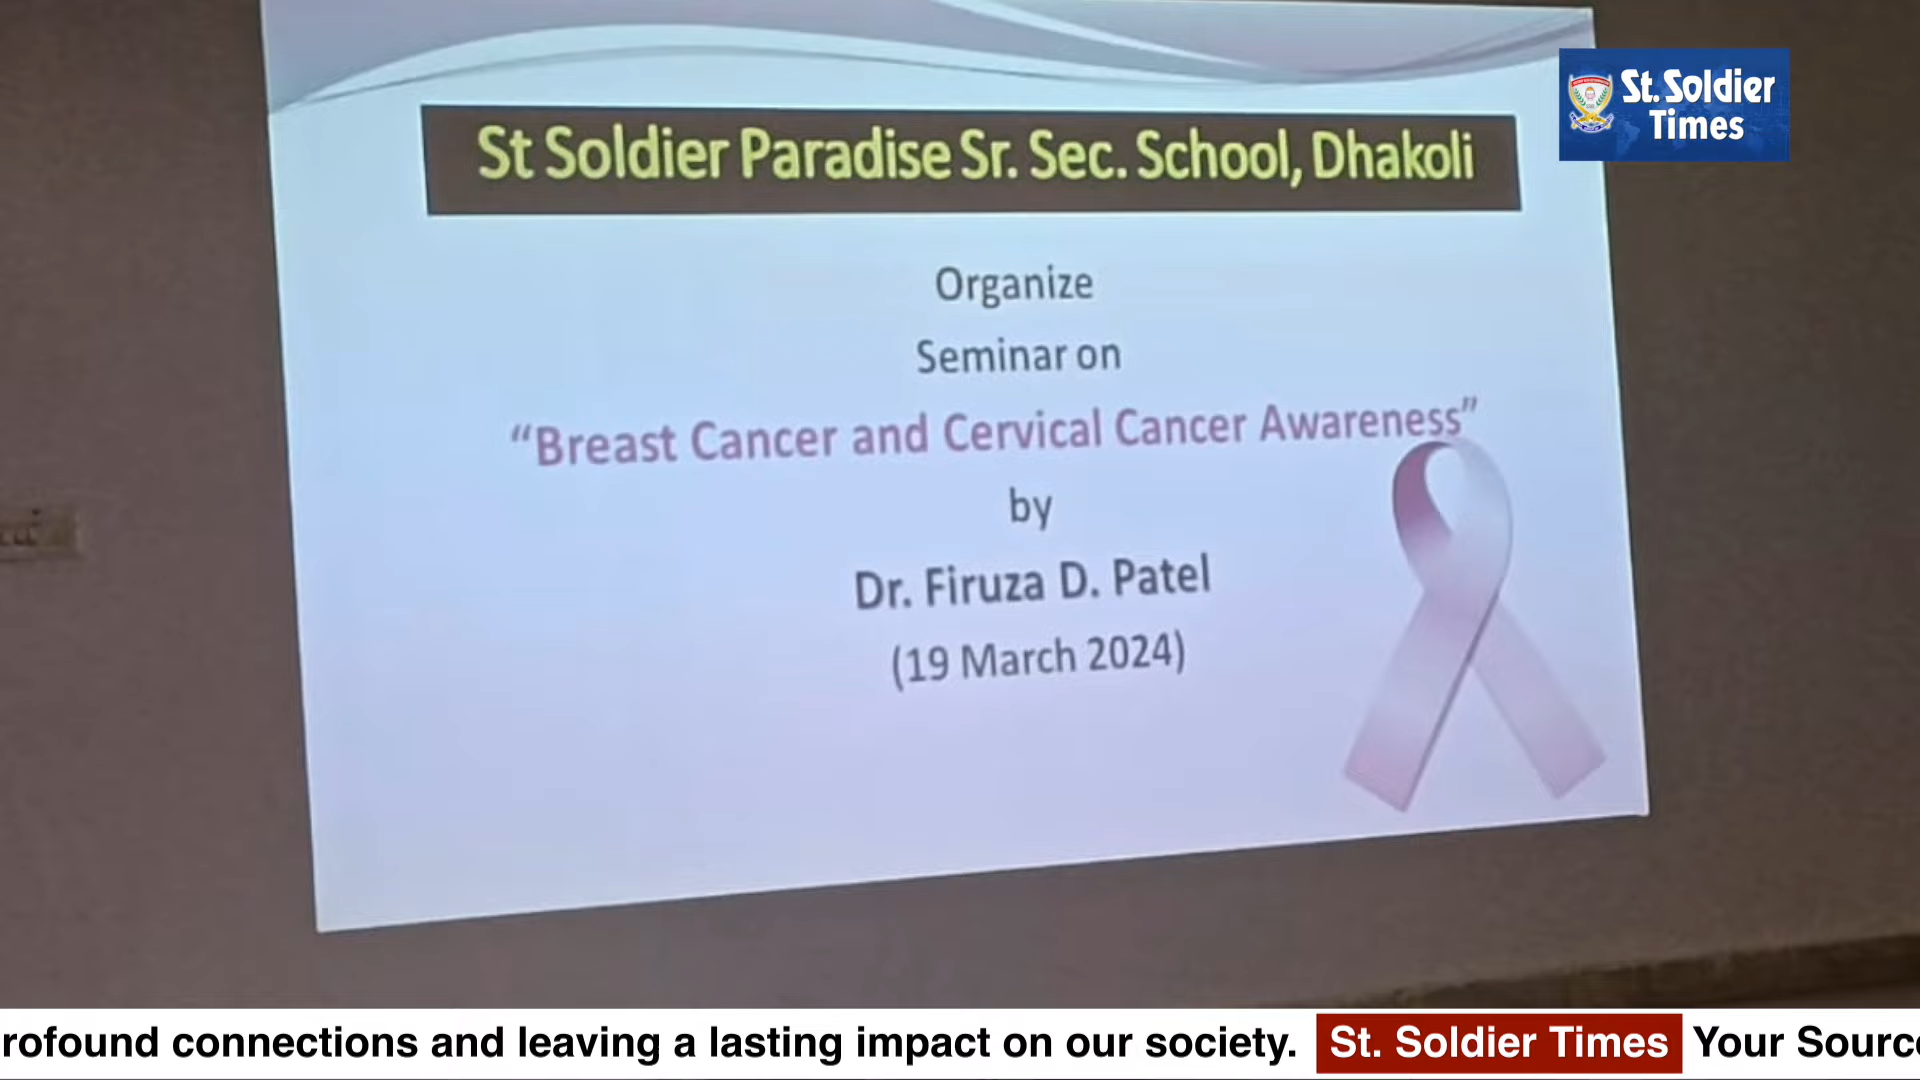 St. Soldier
Times
St Soldier Paradise Sr. Sec. School, Dhakoli
Organize
Seminar on
“Breast Cancer and Cervical Cancer Awareness”
by
Dr. Firuza D. Patel
(19 March 2024)
rofound connections and leaving a lasting impact on our society. St. Soldier Times Your Source